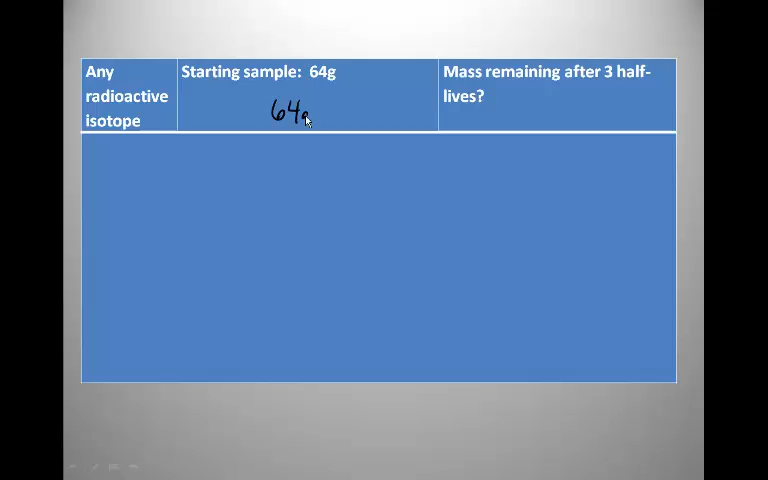 Any
radioactive
isotope
Starting sample: 64g
64g
Mass remaining after 3 half-
lives?